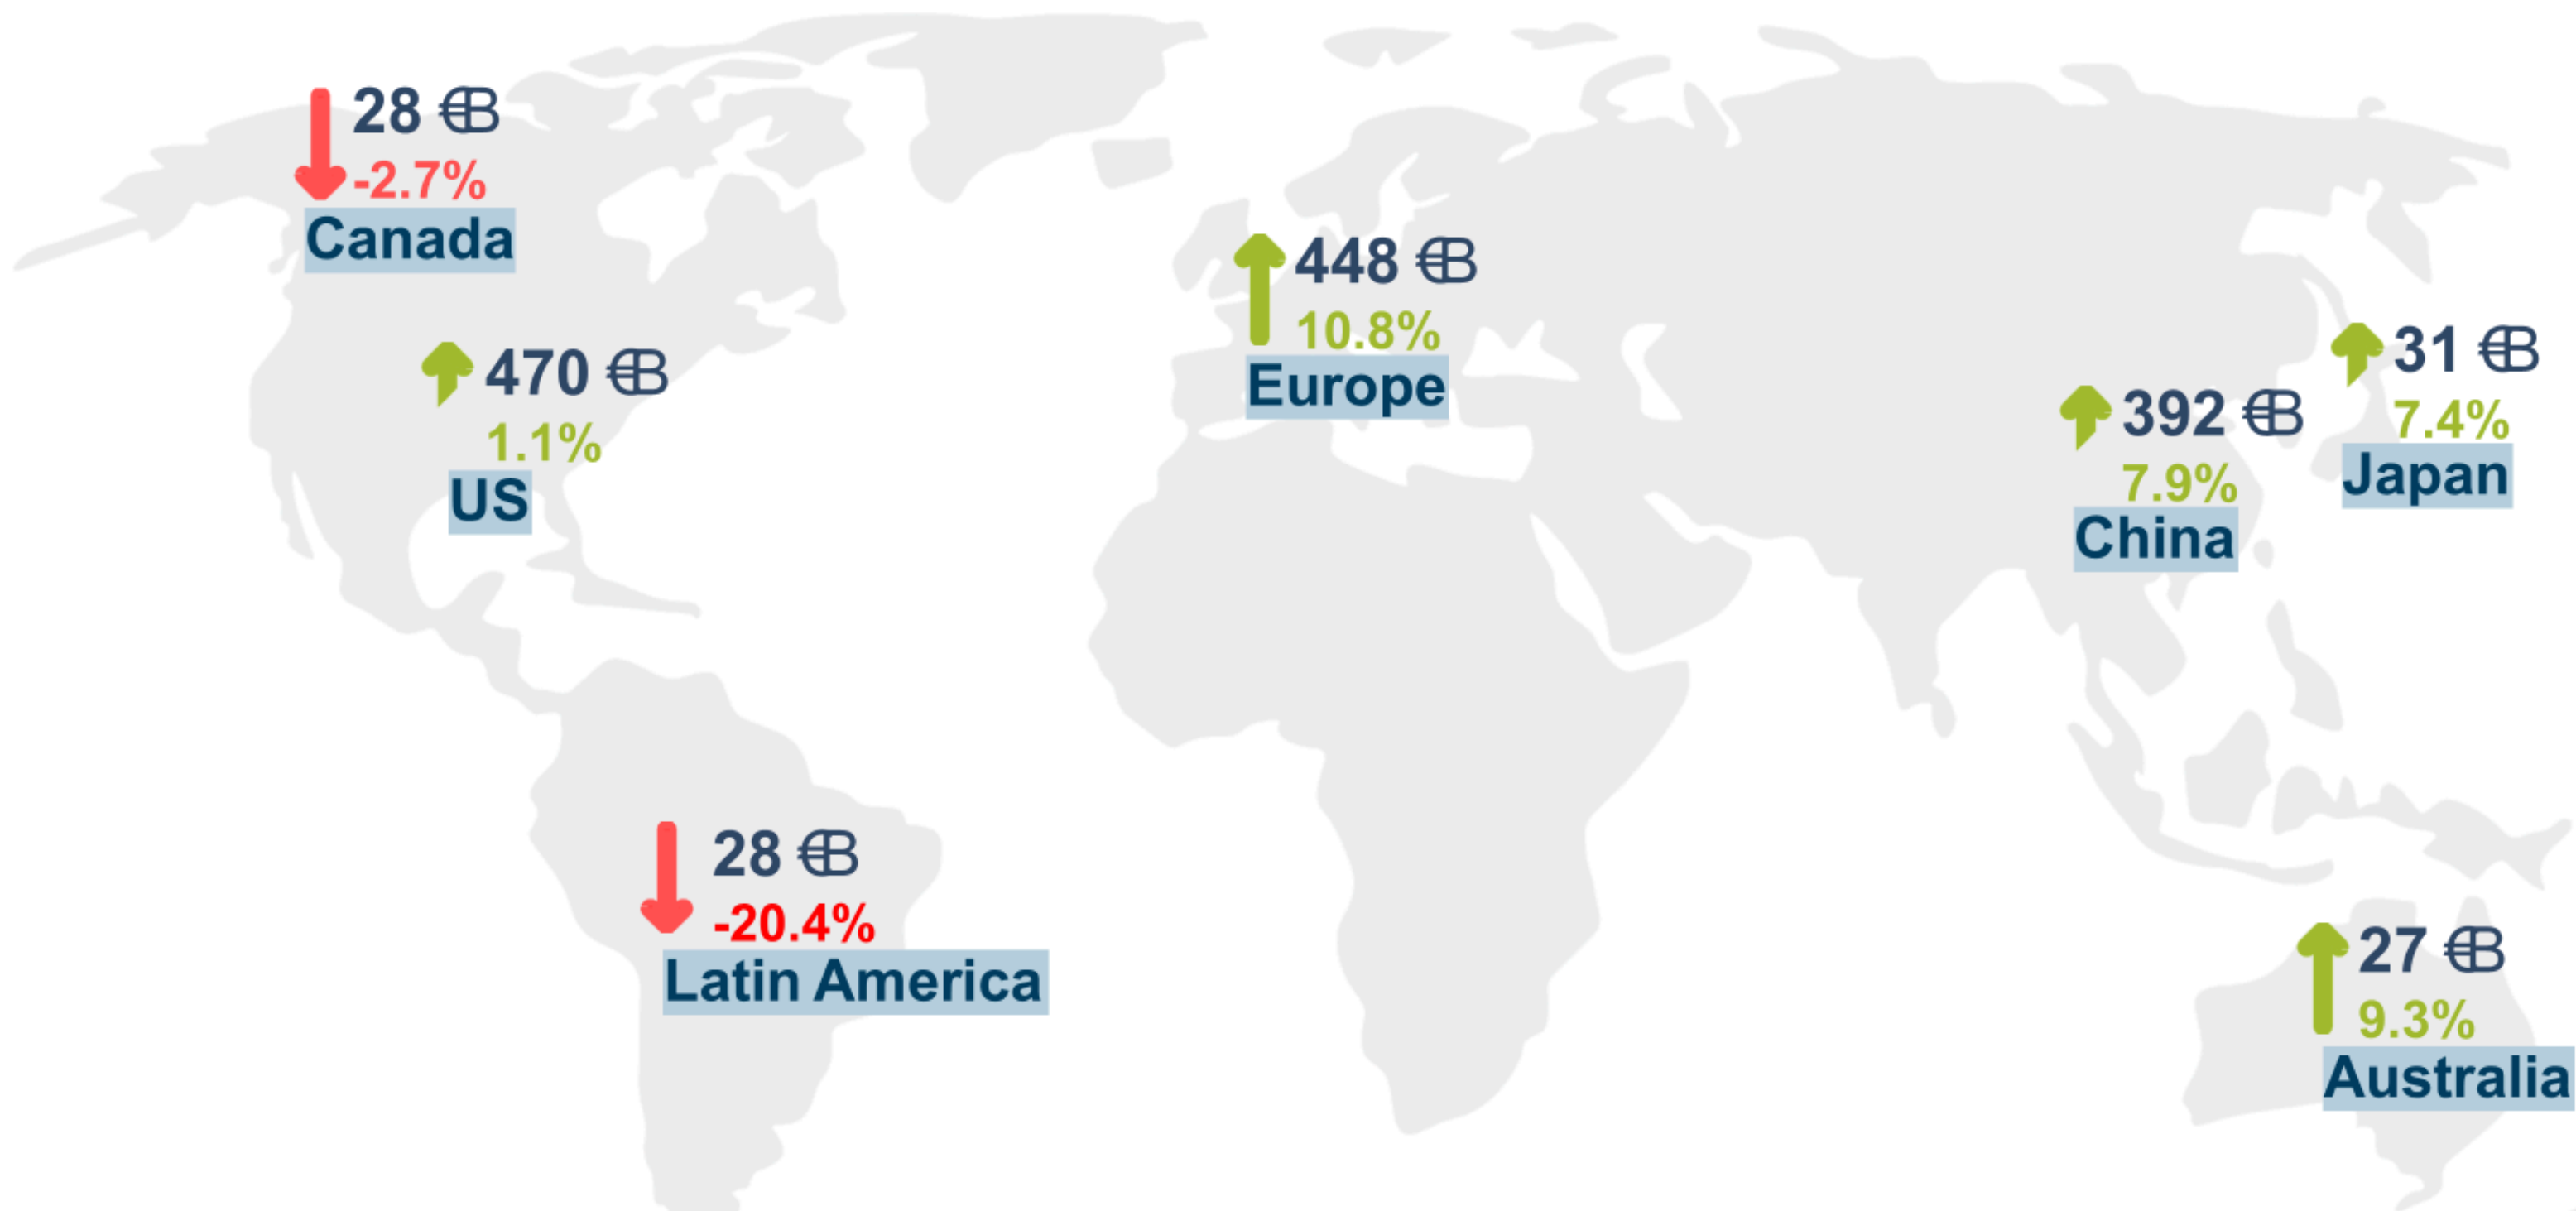 28 €B
-2.7%
Canada
470 €B
1.1%
US
448 €B
10.8%
Europe
392 €B
7.9%
China
31 €B
7.4%
Japan
28 €B
-20.4%
Latin America
27 €B
9.3%
Australia